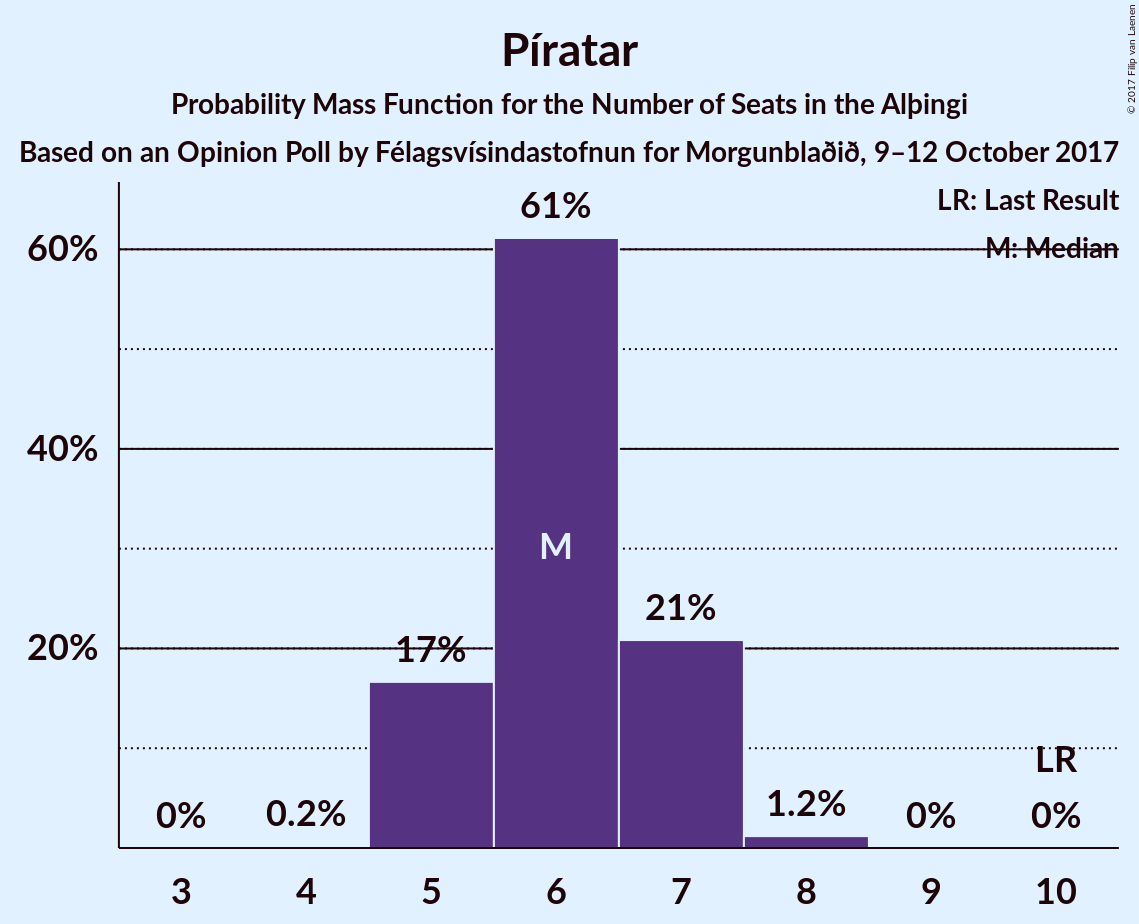 Píratar
Probability Mass Function for the Number of Seats in the Alþingi
Based on an Opinion Poll by Félagsvísindastofnun for Morgunblaðið, 9–12 October 2017
© 2017 Filip van Laenen
LR: Last Result
M: Median
61%
60%
40%
M
21%
20%
17%
LR
0%
0.2%
1.2%
0%
0%
3
4
5
6
7
8
9
10